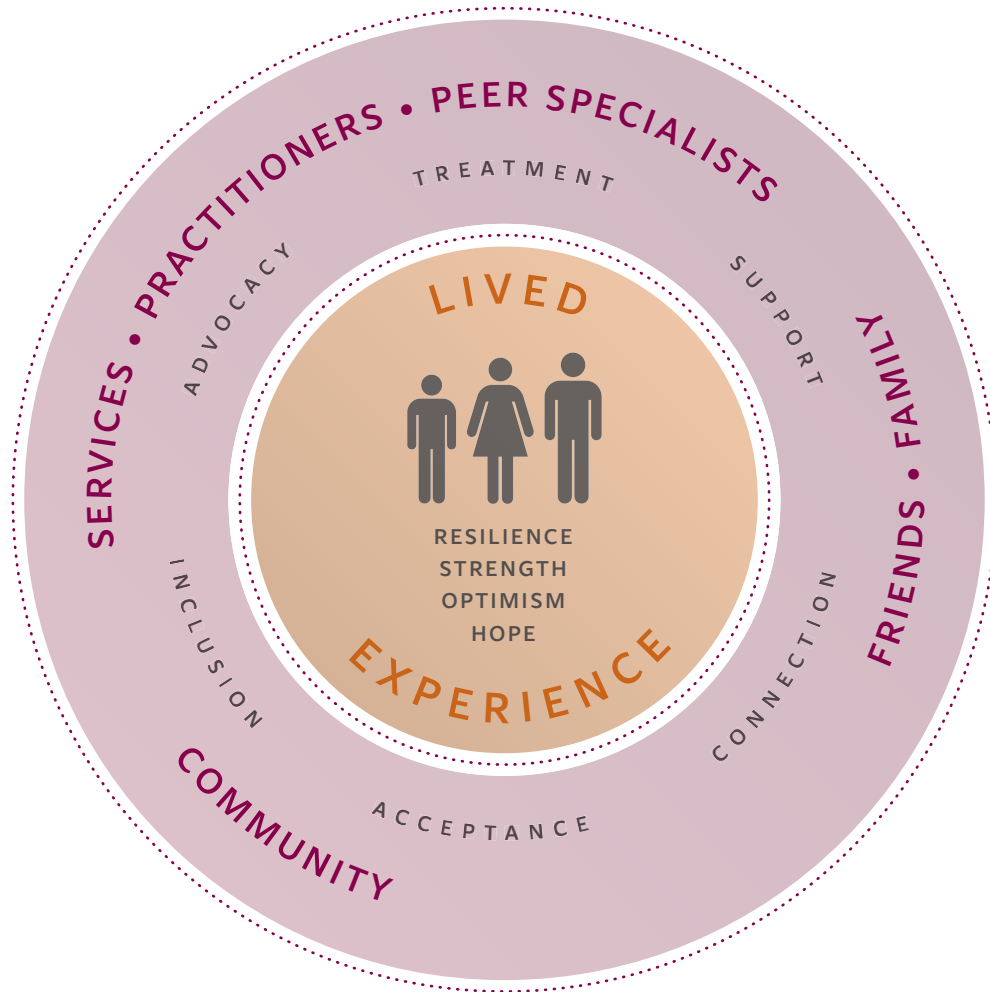 SERVICES • PRACTITIONERS • PEER SPECIALISTS
FRIENDS • FAMILY
COMMUNITY
TREATMENT
SUPPORT
CONNECTION
ACCEPTANCE
INCLUSION
ADVOCACY
LIVED
RESILIENCE
STRENGTH
OPTIMISM
HOPE
EXPERIENCE